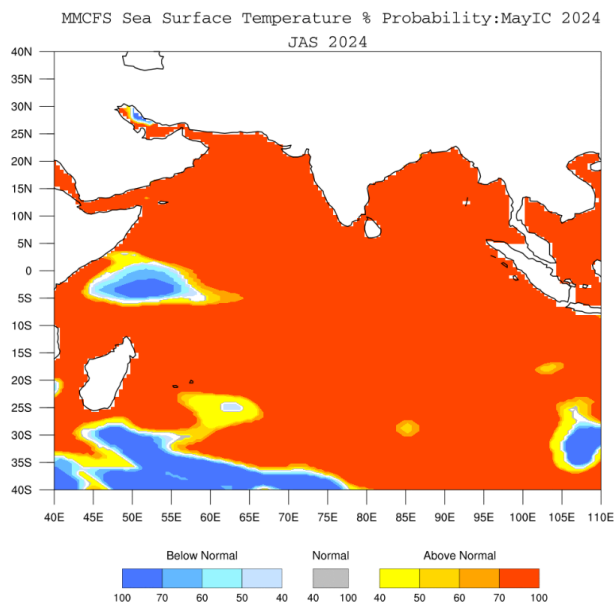 MMCFS Sea Surface Temperature % Probability:MayIC 2024
JAS 2024
40N
35N
30N
25N
20N
15N
10N
5N
0
5S
10S
15S
20S
25S
30S
35S
40S
40E 45E 50E 55E 60E 65E 70E 75E 80E 85E 90E 95E 100E 105E 110E
Below Normal Normal Above Normal
100 70 60 50 40 40 100 40 50 60 70 100